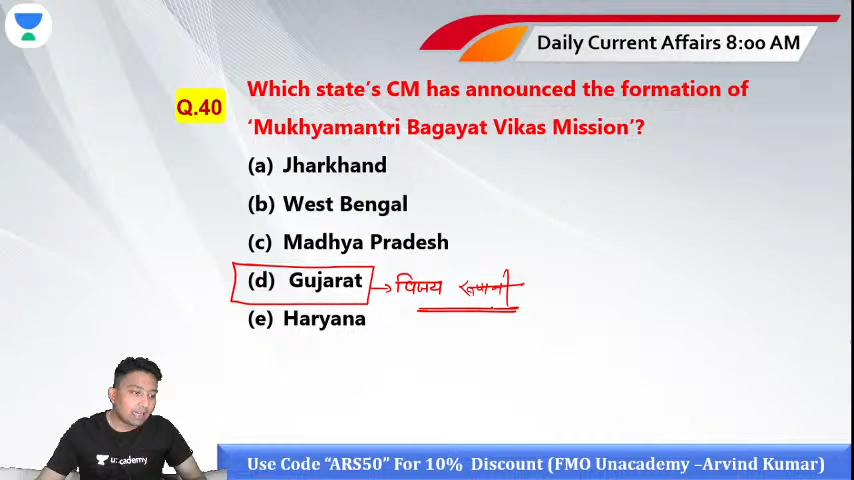 Daily Current Affairs 8:00 AM
Q.40
Which state's CM has announced the formation of
‘Mukhyamantri Bagayat Vikas Mission’?
(a) Jharkhand
(b) West Bengal
(c) Madhya Pradesh
(d) Gujarat → विजय
(e) Haryana
unacademy
Use Code “ARS50” For 10% Discount (FMO Unacademy –Arvind Kumar)